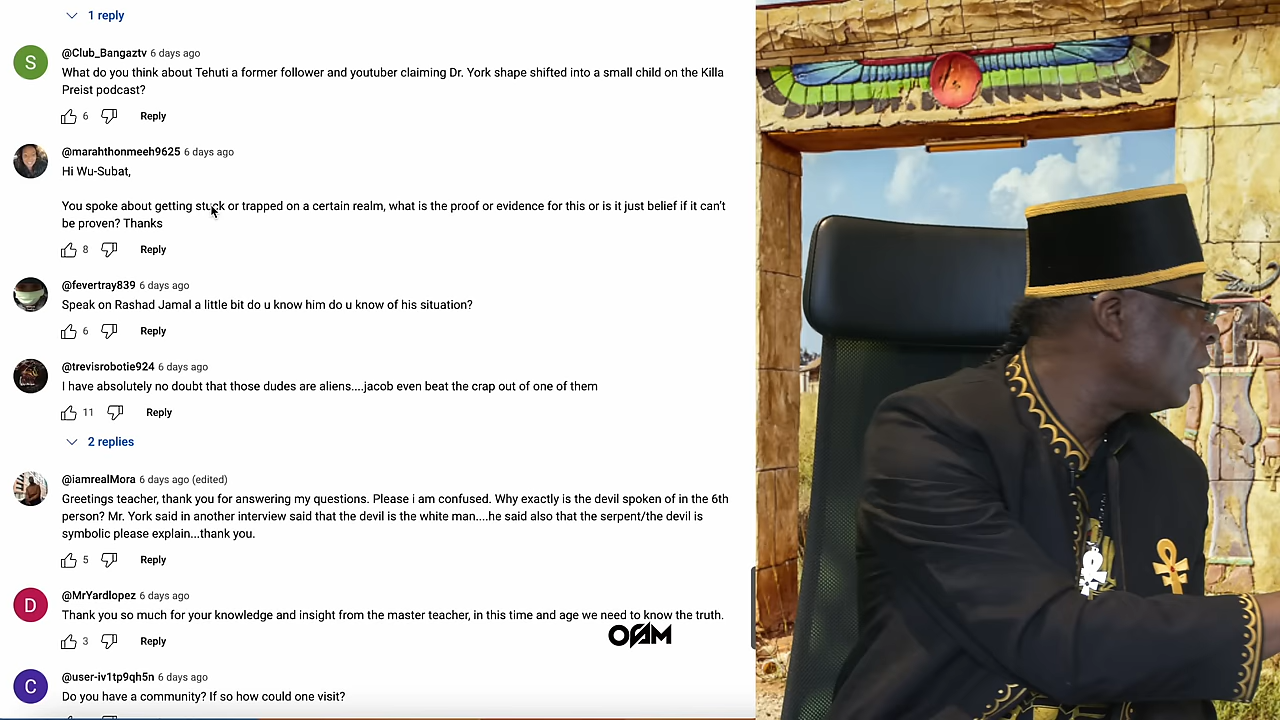 1 reply
S
@Club_Bangaztv 6 days ago
What do you think about Tehuti a former follower and youtuber claiming Dr. York shape shifted into a small child on the Killa
Preist podcast?
6 Reply
@marahthonmeeh9625 6 days ago
Hi Wu-Subat,
You spoke about getting stuck or trapped on a certain realm, what is the proof or evidence for this or is it just belief if it can't
be proven? Thanks
8 Reply
@fevertray839 6 days ago
Speak on Rashad Jamal a little bit do u know him do u know of his situation?
6 Reply
@trevisrobotie924 6 days ago
I have absolutely no doubt that those dudes are aliens....jacob even beat the crap out of one of them
11 Reply
2 replies
@iamrealMora 6 days ago (edited)
Greetings teacher, thank you for answering my questions. Please i am confused. Why exactly is the devil spoken of in the 6th
person? Mr. York said in another interview said that the devil is the white man....he said also that the serpent/the devil is
symbolic please explain...thank you.
5 Reply
D
@MrYardlopez 6 days ago
Thank you so much for your knowledge and insight from the master teacher, in this time and age we need to know the truth.
OFAM
3 Reply
C
@user-iv1tp9qh5n 6 days ago
Do you have a community? If so how could one visit?